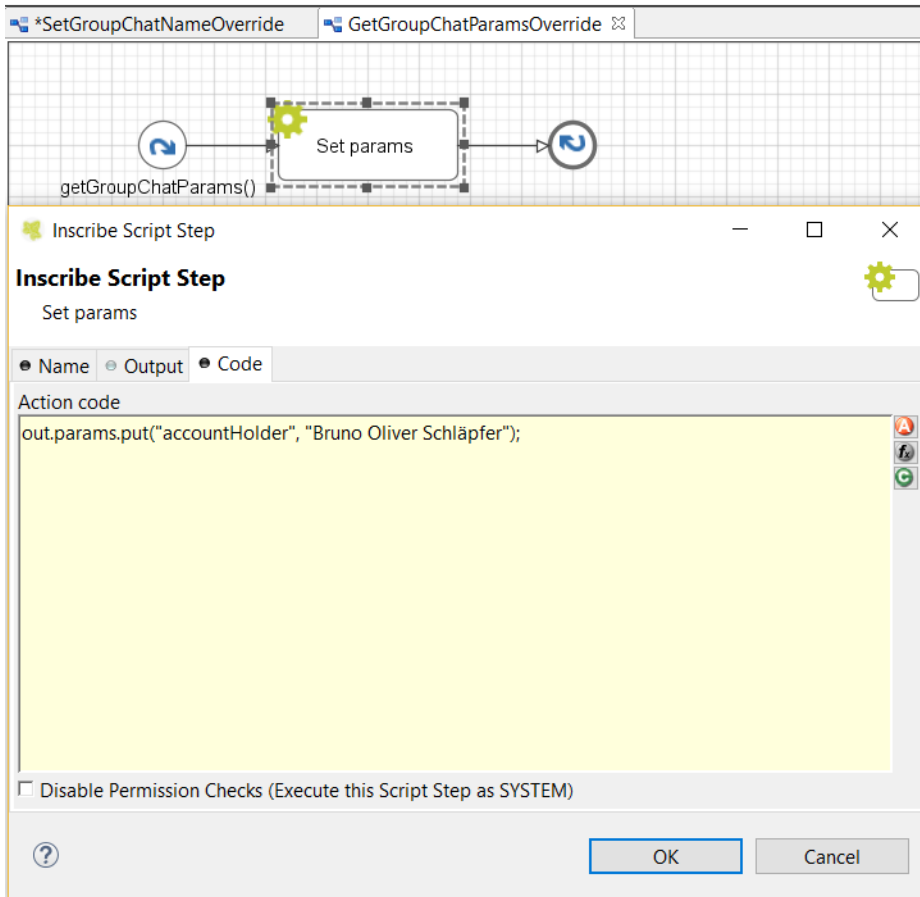 *SetGroupChatNameOverride GetGroupChatParamsOverride
Set params
getGroupChatParams()
Inscribe Script Step
Inscribe Script Step
Set params
Name Output Code
Action code
out.params.put("accountHolder", "Bruno Oliver Schläpfer");
A
fx
C
Disable Permission Checks (Execute this Script Step as SYSTEM)
? OK Cancel